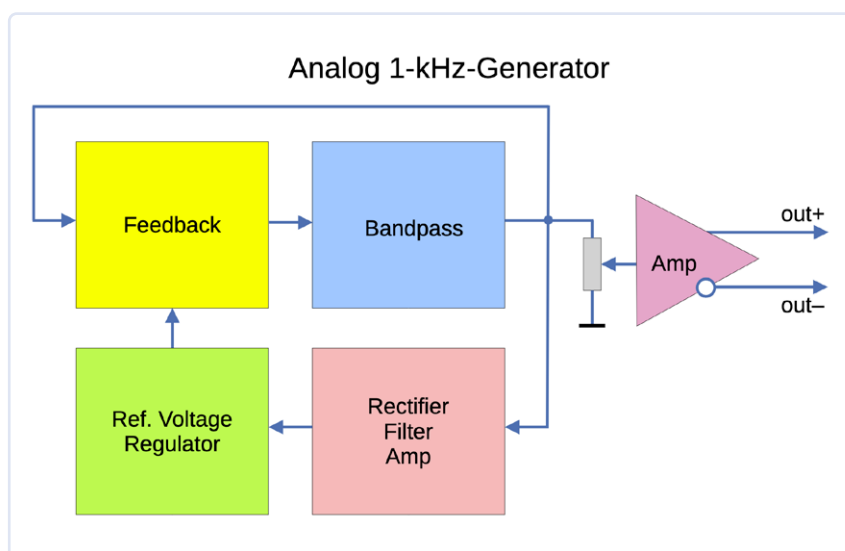 Analog 1-kHz-Generator
Feedback
Bandpass
Amp
out+
out–
Ref. Voltage
Regulator
Rectifier
Filter
Amp